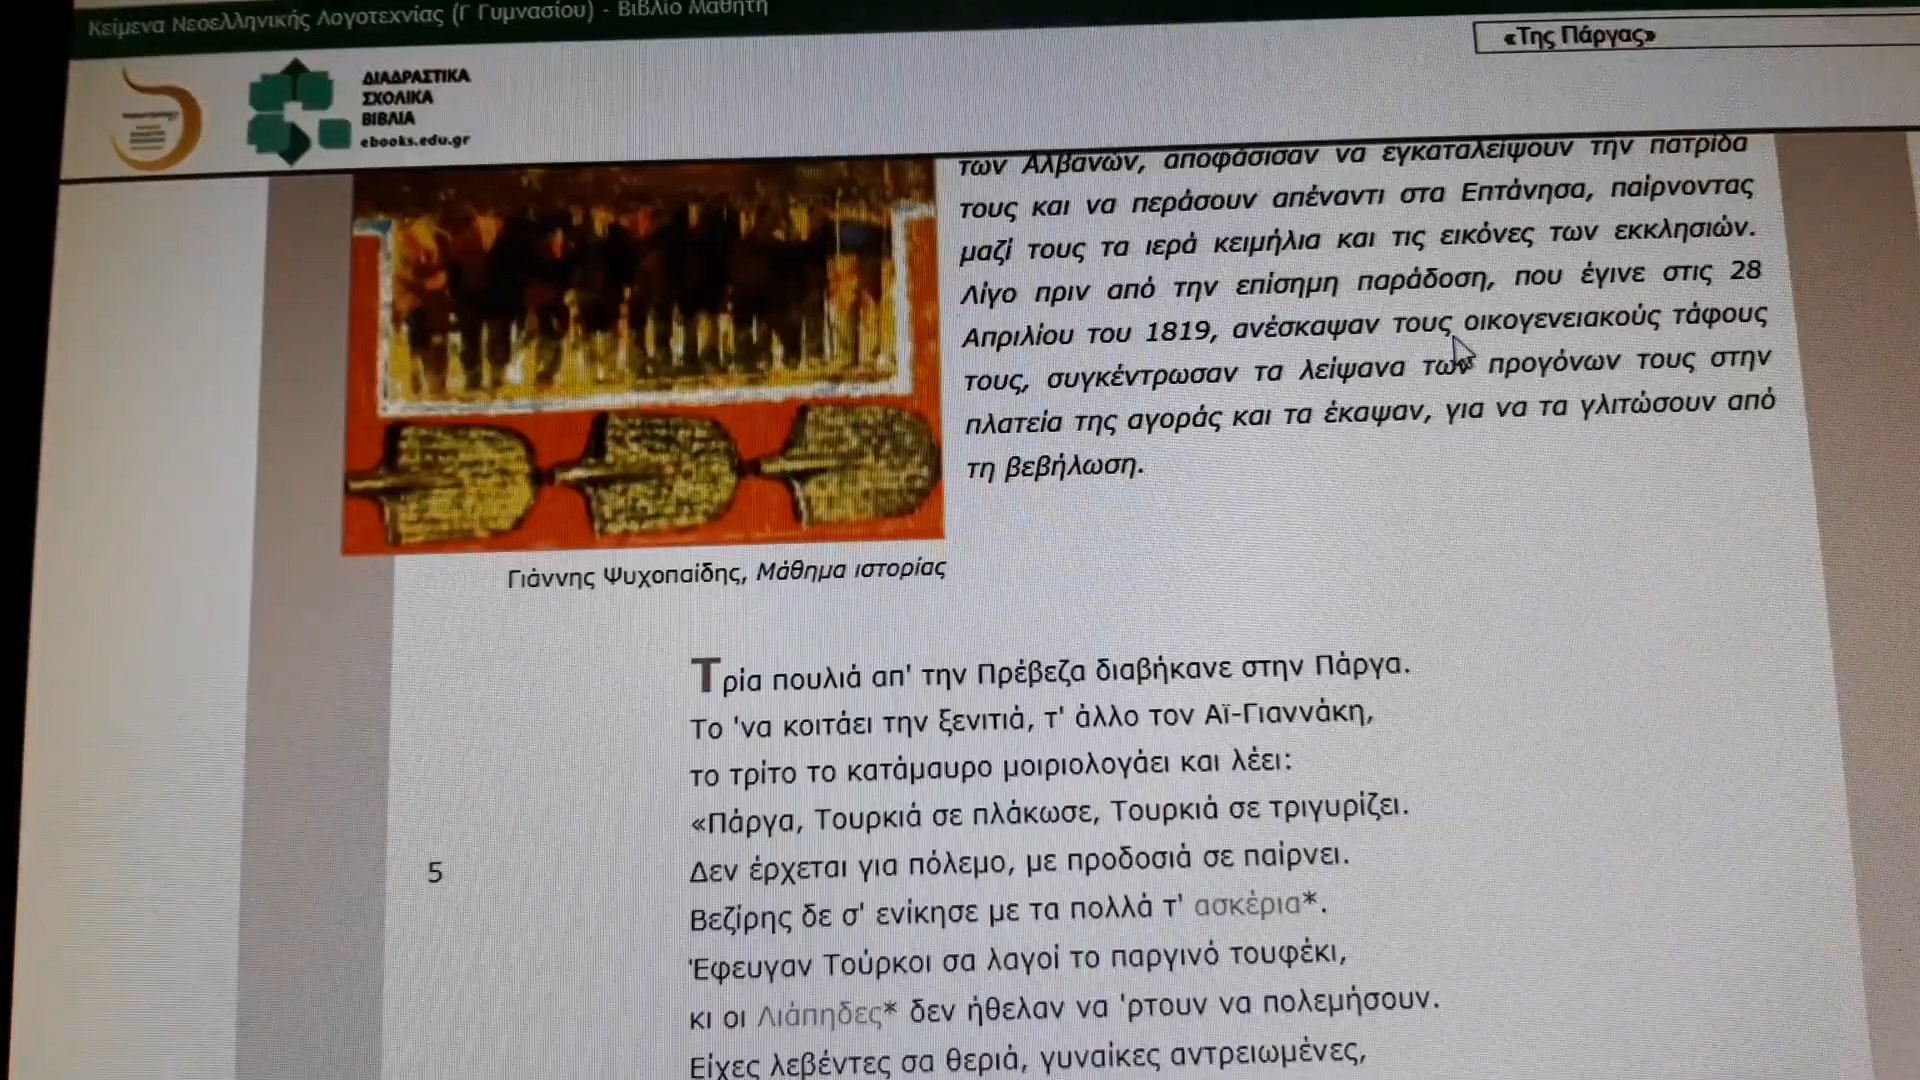 Κείμενα Νεοελληνικής Λογοτεχνίας (Γ Γυμνασίου) - Βιβλίο Μαθητή
«Της Πάργας»
ΔΙΑΔΡΑΣΤΙΚΑ
ΣΧΟΛΙΚΑ
ΒΙΒΛΙΑ
ebooks.edu.gr
των Αλβανών, αποφάσισαν να εγκαταλείψουν την πατρίδα
τους και να περάσουν απέναντι στα Επτάνησα, παίρνοντας
μαζί τους τα ιερά κειμήλια και τις εικόνες των εκκλησιών.
Λίγο πριν από την επίσημη παράδοση, που έγινε στις 28
Απριλίου του 1819, ανέσκαψαν τους οικογενειακούς τάφους
τους, συγκέντρωσαν τα λείψανα των προγόνων τους στην
πλατεία της αγοράς και τα έκαψαν, για να τα γλιτώσουν από
τη βεβήλωση.
Γιάννης Ψυχοπαίδης, Μάθημα ιστορίας
Τρία πουλιά απ' την Πρέβεζα διαβήκανε στην Πάργα.
Το 'να κοιτάει την ξενιτιά, τ' άλλο τον Αϊ-Γιαννάκη,
το τρίτο το κατάμαυρο μοιριολογάει και λέει:
«Πάργα, Τουρκιά σε πλάκωσε, Τουρκιά σε τριγυρίζει.
5 Δεν έρχεται για πόλεμο, με προδοσιά σε παίρνει.
Βεζίρης δε σ' ενίκησε με τα πολλά τ' ασκέρια*.
Έφευγαν Τούρκοι σα λαγοί το παργινό τουφέκι,
κι οι Λιάπηδες* δεν ήθελαν να 'ρτουν να πολεμήσουν.
Είχες λεβέντες σα θεριά, γυναίκες αντρειωμένες,